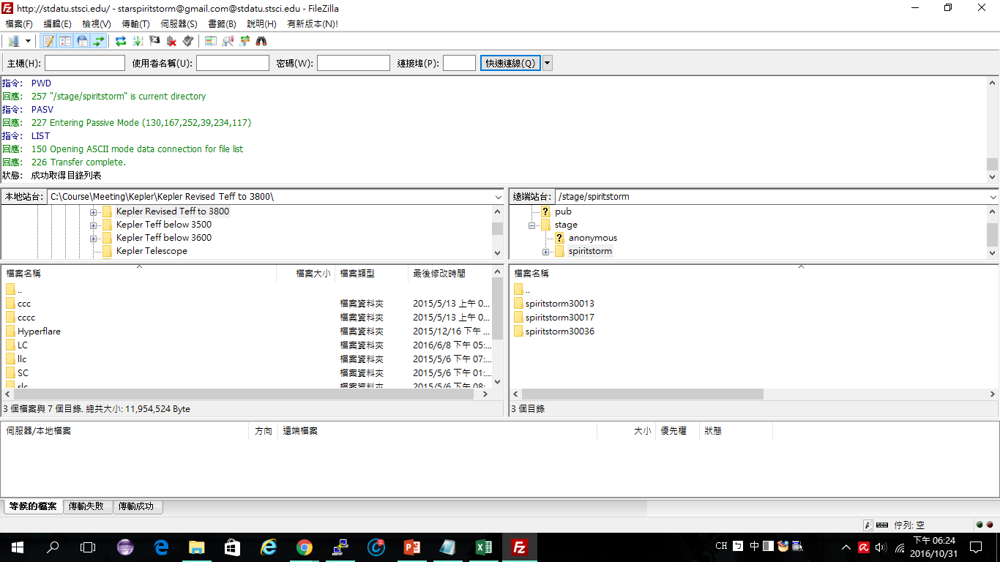 http://stdatu.stsci.edu/ - starspiritstorm@gmail.com@stdatu.stsci.edu - FileZilla
檔案(F) 編輯(E) 檢視(V) 傳輸(T) 伺服器(S) 書籤(B) 說明(H) 有新版本(N)!
主機(H): 使用者名稱(U): 密碼(W): 連接埠(P): 快速連線(Q)
指令: PWD
回應: 257 "/stage/spiritstorm" is current directory
指令: PASV
回應: 227 Entering Passive Mode (130,167,252,39,234,117)
指令: LIST
回應: 150 Opening ASCII mode data connection for file list
回應: 226 Transfer complete.
狀態: 成功取得目錄列表
本地站台: C:\Course\Meeting\Kepler\Kepler Revised Teff to 3800\
Kepler Revised Teff to 3800
Kepler Teff below 3500
Kepler Teff below 3600
Kepler Telescope
遠端站台: /stage/spiritstorm
pub
stage
anonymous
spiritstorm
檔案名稱 檔案大小 檔案類型 最後修改時間
..
ccc 檔案資料夾 2015/5/13 上午 0...
cccc 檔案資料夾 2015/5/13 上午 0...
Hyperflare 檔案資料夾 2015/12/16 下午 ...
LC 檔案資料夾 2016/6/8 下午 05:...
llc 檔案資料夾 2015/5/6 下午 07:...
SC 檔案資料夾 2015/5/6 下午 01:...
slc 檔案資料夾 2015/5/6 下午 08:
3 個檔案與 7 個目錄. 總共大小: 11,954,524 Byte
檔案名稱
..
spiritstorm30013
spiritstorm30017
spiritstorm30036
3 個目錄
伺服器/本地檔案 方向 遠端檔案 大小 優先權 狀態
等候的檔案 傳輸失敗 傳輸成功
佇列: 空
CH 中
下午 06:24
2016/10/31